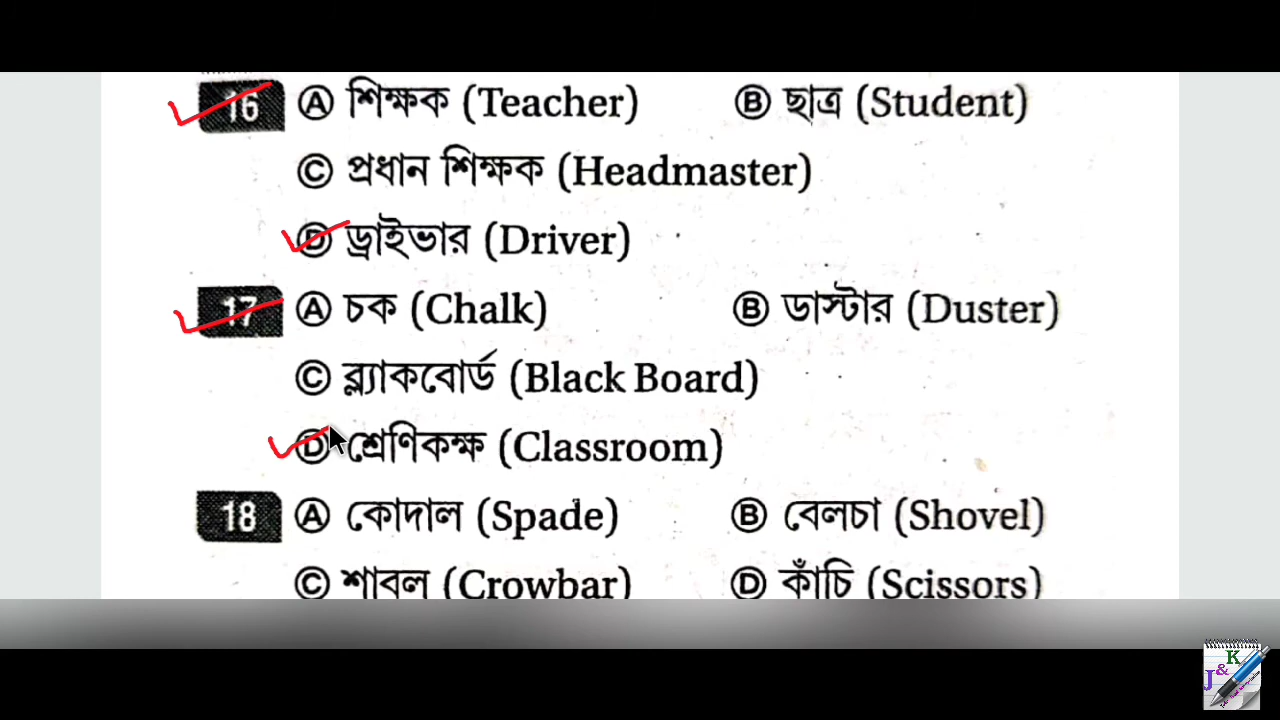 16 Ⓐ শিক্ষক (Teacher) Ⓑ ছাত্র (Student)
Ⓒ প্রধান শিক্ষক (Headmaster)
Ⓓ ড্রাইভার (Driver)
17 Ⓐ চক (Chalk) Ⓑ ডাস্টার (Duster)
Ⓒ ব্ল্যাকবোর্ড (Black Board)
Ⓓ শ্রেণিকক্ষ (Classroom)
18 Ⓐ কোদাল (Spade) Ⓑ বেলচা (Shovel)
Ⓒ শাবল (Crowbar) Ⓓ কাঁচি (Scissors)
J&K